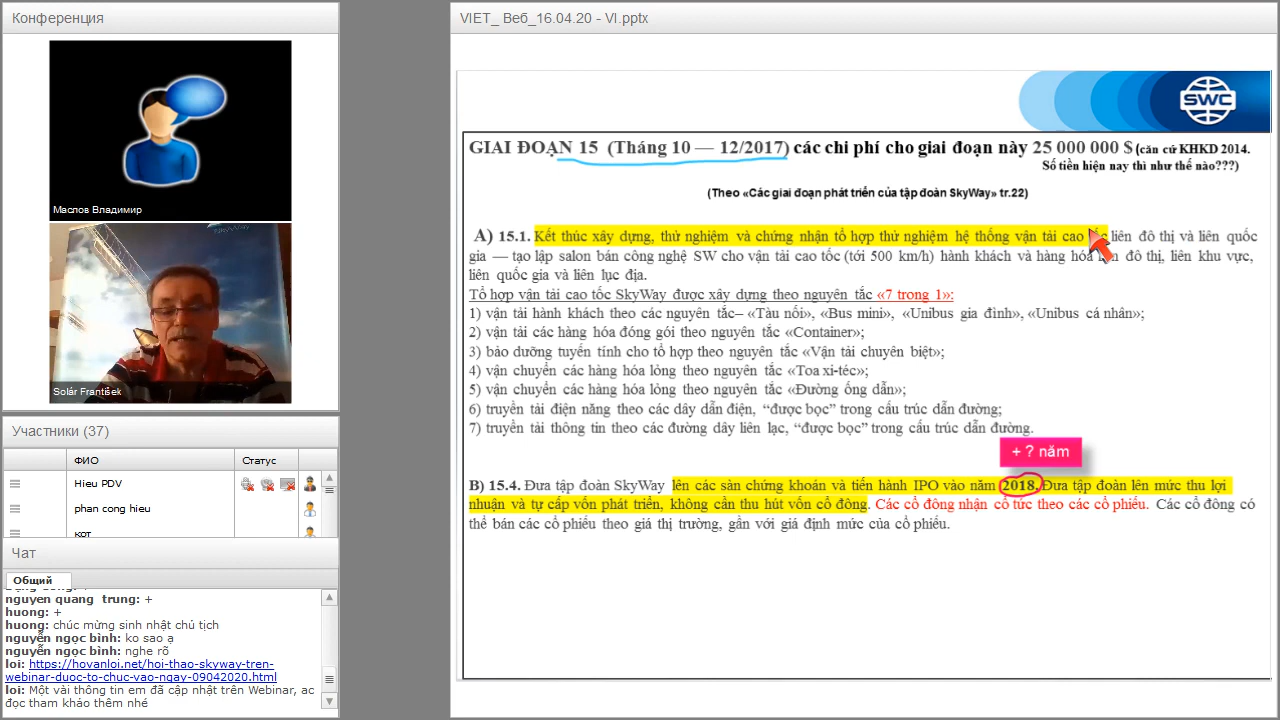 Конференция
Маслов Владимир
Solár František
Участники (37)
ФИО
Статус
Hieu PDV
phan cong hieu
кот
Чат
Общий
nguyễn quang trung: +
huong: +
huong: chúc mừng sinh nhật chủ tịch
nguyễn ngọc bình: ko sao ạ
nguyễn ngọc bình: nghe rõ
loi: https://hovanloi.net/hoi-thao-skyway-tren-
webinar-duoc-to-chuc-vao-ngay-09042020.html
loi: Một vài thông tin em đã cập nhật trên Webinar, ac
đọc tham khảo thêm nhé
VIET_ Веб_16.04.20 - VI.pptx
SWC
GIAI ĐOẠN 15 (Tháng 10 — 12/2017) các chi phí cho giai đoạn này 25 000 000 $ (căn cứ KHKD 2014.
Số tiền hiện nay thì như thế nào???)
(Theo «Các giai đoạn phát triển của tập đoàn SkyWay» tr.22)
A) 15.1. Kết thúc xây dựng, thử nghiệm và chứng nhận tổ hợp thử nghiệm hệ thống vận tải cao liên đô thị và liên quốc
gia — tạo lập salon bán công nghệ SW cho vận tải cao tốc (tới 500 km/h) hành khách và hàng hóa đô thị, liên khu vực,
liên quốc gia và liên lục địa.
Tổ hợp vận tải cao tốc SkyWay được xây dựng theo nguyên tắc «7 trong 1»:
1) vận tải hành khách theo các nguyên tắc– «Tàu nối», «Bus mini», «Unibus gia đình», «Unibus cá nhân»;
2) vận tải các hàng hóa đóng gói theo nguyên tắc «Container»;
3) bảo dưỡng tuyến tính cho tổ hợp theo nguyên tắc «Vận tải chuyên biệt»;
4) vận chuyển các hàng hóa lỏng theo nguyên tắc «Toa xi-téc»;
5) vận chuyển các hàng hóa lỏng theo nguyên tắc «Đường ống dẫn»;
6) truyền tải điện năng theo các dây dẫn điện, “được bọc” trong cấu trúc dẫn đường;
7) truyền tải thông tin theo các đường dây liên lạc, “được bọc” trong cấu trúc dẫn đường.
+ ? năm
B) 15.4. Đưa tập đoàn SkyWay lên các sàn chứng khoán và tiến hành IPO vào năm 2018. Đưa tập đoàn lên mức thu lợi
nhuận và tự cấp vốn phát triển, không cần thu hút vốn cổ đông. Các cổ đông nhận cổ tức theo các cổ phiếu. Các cổ đông có
thể bán các cổ phiếu theo giá thị trường, gần với giá định mức của cổ phiếu.